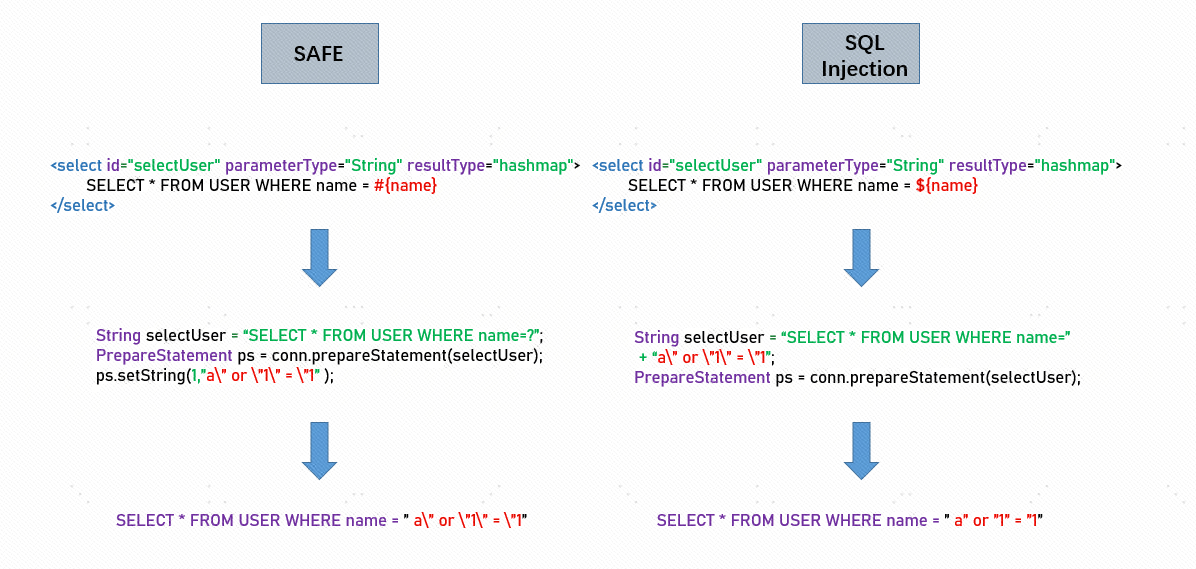 SAFE
<select id="selectUser" parameterType="String" resultType="hashmap">
SELECT * FROM USER WHERE name = #{name}
</select>
String selectUser = “SELECT * FROM USER WHERE name=?”;
PrepareStatement ps = conn.prepareStatement(selectUser);
ps.setString(1,”a\” or \”1\” = \”1” );
SELECT * FROM USER WHERE name = ” a\” or \”1\” = \”1”
SQL
Injection
<select id="selectUser" parameterType="String" resultType="hashmap">
SELECT * FROM USER WHERE name = ${name}
</select>
String selectUser = “SELECT * FROM USER WHERE name=”
+ “a\” or \”1\” = \”1”;
PrepareStatement ps = conn.prepareStatement(selectUser);
SELECT * FROM USER WHERE name = ” a” or ”1” = ”1”